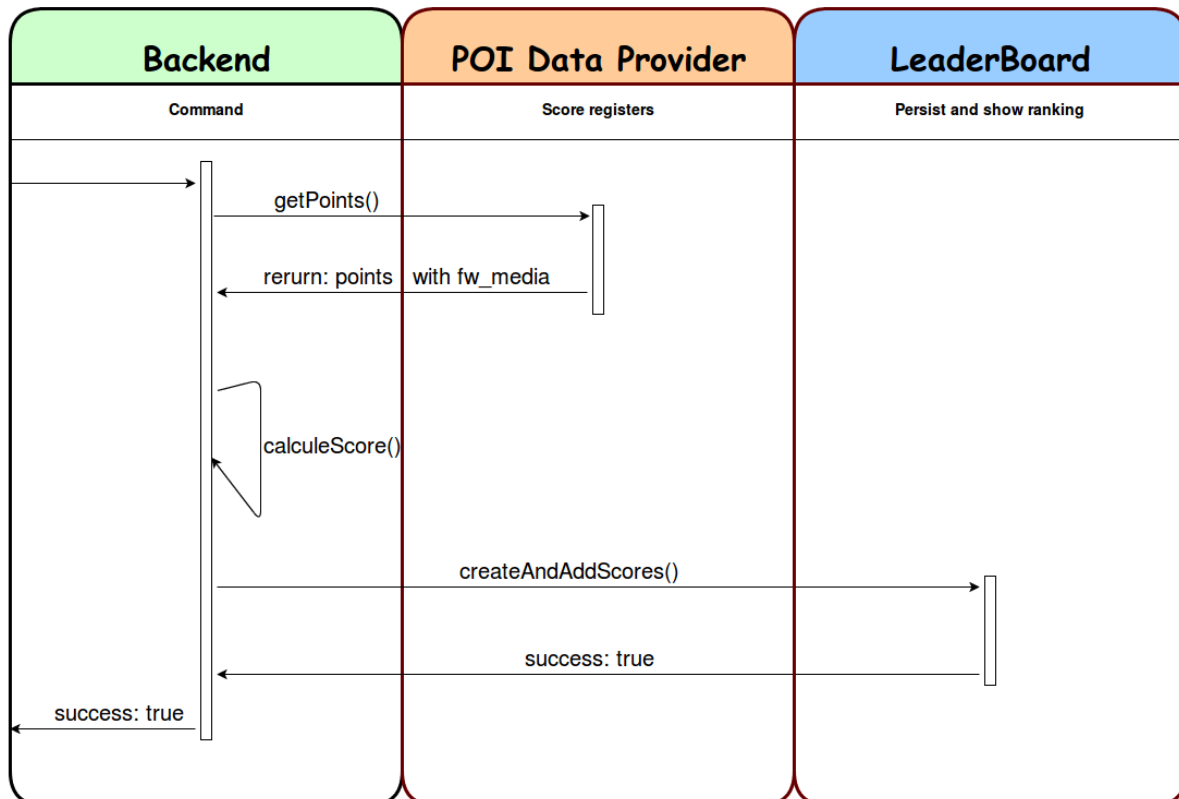 Backend
POI Data Provider
LeaderBoard
Command
Score registers
Persist and show ranking
getPoints()
rerurn: points with fw_media
calculeScore()
createAndAddScores()
success: true
success: true